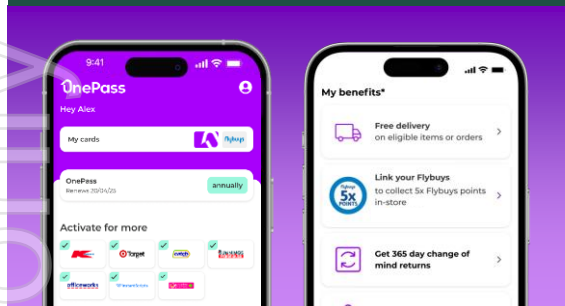 9:41
OnePass
Hey Alex
My cards
flybuys
OnePass
Renews 20/04/25
annually
Activate for more
Kmart
Target
catch
officeworks
My benefits*
Free delivery
on eligible items or orders
Link your Flybuys
to collect 5x Flybuys points
in-store
flybuys
5x
POINTS
Get 365 day change of
mind returns